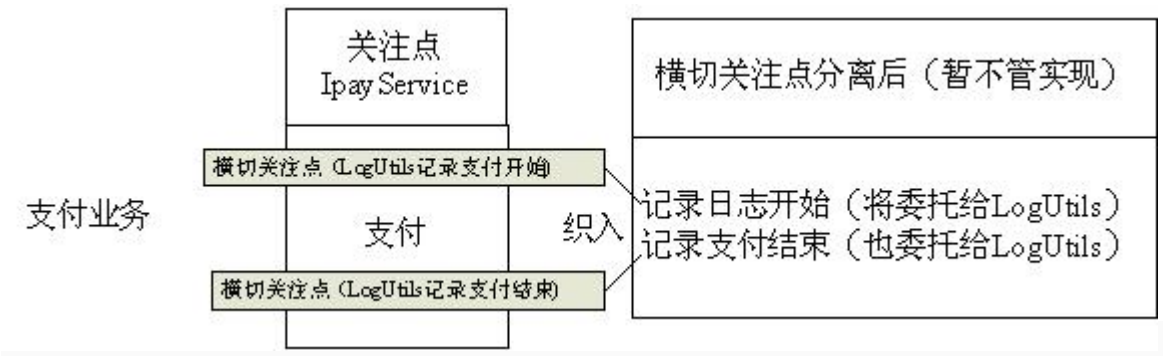 关注点
Ipay Service
横切关注点分离后（暂不管实现）
横切关注点 (LogUtils记录支付开始)
支付业务
支付
织入
记录日志开始（将委托给LogUtils）
记录支付结束（也委托给LogUtils）
横切关注点 (LogUtils记录支付结束)